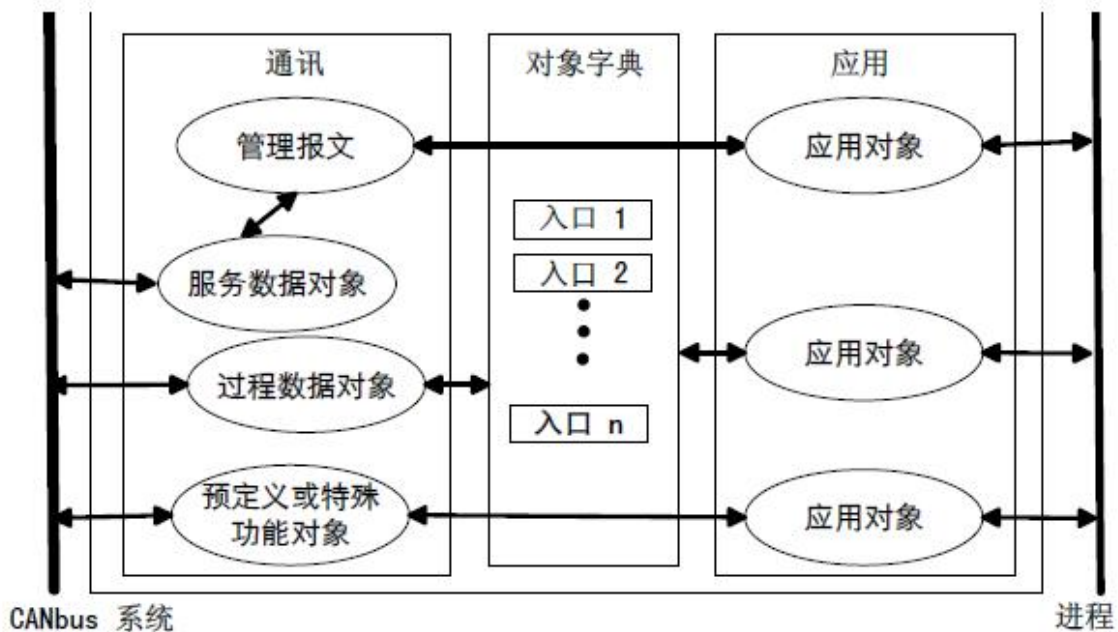 通讯
对象字典
应用
管理报文
应用对象
入口 1
入口 2
服务数据对象
应用对象
过程数据对象
入口 n
预定义或特殊
功能对象
应用对象
CANbus 系统
进程